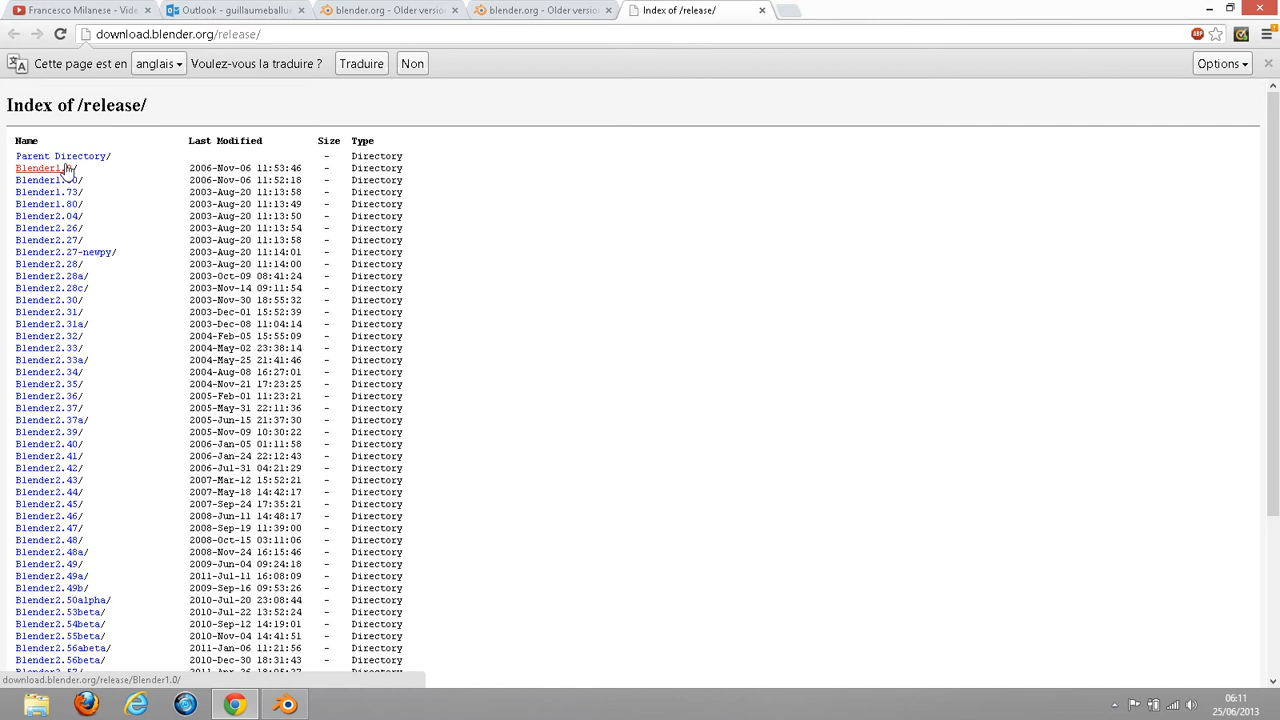 Francesco Milanese - Vide
Outlook - guillaumeballue
blender.org - Older version
blender.org - Older version
Index of /release/
download.blender.org/release/
ABP
Cette page est en anglais Voulez-vous la traduire ? Traduire Non Options
Index of /release/
Name Last Modified Size Type
Parent Directory/ - Directory
Blender1.0/ 2006-Nov-06 11:53:46 - Directory
Blender1.60/ 2006-Nov-06 11:52:18 - Directory
Blender1.73/ 2003-Aug-20 11:13:58 - Directory
Blender1.80/ 2003-Aug-20 11:13:49 - Directory
Blender2.04/ 2003-Aug-20 11:13:50 - Directory
Blender2.26/ 2003-Aug-20 11:13:54 - Directory
Blender2.27/ 2003-Aug-20 11:13:58 - Directory
Blender2.27-newpy/ 2003-Aug-20 11:14:01 - Directory
Blender2.28/ 2003-Aug-20 11:14:00 - Directory
Blender2.28a/ 2003-Oct-09 08:41:24 - Directory
Blender2.28c/ 2003-Nov-14 09:11:54 - Directory
Blender2.30/ 2003-Nov-30 18:55:32 - Directory
Blender2.31/ 2003-Dec-01 15:52:39 - Directory
Blender2.31a/ 2003-Dec-08 11:04:14 - Directory
Blender2.32/ 2004-Feb-05 15:55:09 - Directory
Blender2.33/ 2004-May-02 23:38:14 - Directory
Blender2.33a/ 2004-May-25 21:41:46 - Directory
Blender2.34/ 2004-Aug-08 16:27:01 - Directory
Blender2.35/ 2004-Nov-21 17:23:25 - Directory
Blender2.36/ 2005-Feb-01 11:23:21 - Directory
Blender2.37/ 2005-May-31 22:11:36 - Directory
Blender2.37a/ 2005-Jun-15 21:37:30 - Directory
Blender2.39/ 2005-Nov-09 10:30:22 - Directory
Blender2.40/ 2006-Jan-05 01:11:58 - Directory
Blender2.41/ 2006-Jan-24 22:12:43 - Directory
Blender2.42/ 2006-Jul-31 04:21:29 - Directory
Blender2.43/ 2007-Mar-12 15:52:21 - Directory
Blender2.44/ 2007-May-18 14:42:17 - Directory
Blender2.45/ 2007-Sep-24 17:35:21 - Directory
Blender2.46/ 2008-Jun-11 14:48:17 - Directory
Blender2.47/ 2008-Sep-19 11:39:00 - Directory
Blender2.48/ 2008-Oct-15 03:11:06 - Directory
Blender2.48a/ 2008-Nov-24 16:15:46 - Directory
Blender2.49/ 2009-Jun-04 09:24:18 - Directory
Blender2.49a/ 2011-Jul-11 16:08:09 - Directory
Blender2.49b/ 2009-Sep-16 09:53:26 - Directory
Blender2.50alpha/ 2010-Jul-20 23:08:44 - Directory
Blender2.53beta/ 2010-Jul-22 13:52:24 - Directory
Blender2.54beta/ 2010-Sep-12 14:19:01 - Directory
Blender2.55beta/ 2010-Nov-04 14:41:51 - Directory
Blender2.56abeta/ 2011-Jan-06 11:21:56 - Directory
Blender2.56beta/ 2010-Dec-30 18:31:43 - Directory
download.blender.org/release/Blender1.0/
06:11
25/06/2013